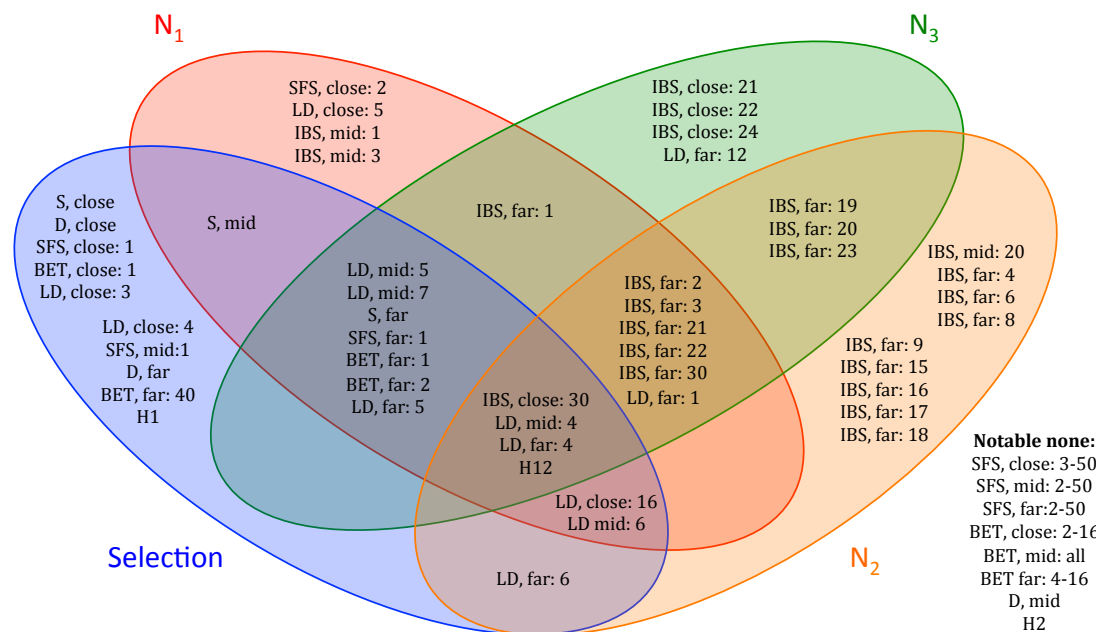 N1
N3
SFS, close: 2
LD, close: 5
IBS, mid: 1
IBS, mid: 3
IBS, close: 21
IBS, close: 22
IBS, close: 24
LD, far: 12
S, close
D, close
SFS, close: 1
BET, close: 1
LD, close: 3
LD, close: 4
SFS, mid:1
D, far
BET, far: 40
H1
S, mid
IBS, far: 1
IBS, far: 19
IBS, far: 20
IBS, far: 23
IBS, mid: 20
IBS, far: 4
IBS, far: 6
IBS, far: 8
LD, mid: 5
LD, mid: 7
S, far
SFS, far: 1
BET, far: 1
BET, far: 2
LD, far: 5
IBS, far: 2
IBS, far: 3
IBS, far: 21
IBS, far: 22
IBS, far: 30
LD, far: 1
IBS, far: 9
IBS, far: 15
IBS, far: 16
IBS, far: 17
IBS, far: 18
IBS, close: 30
LD, mid: 4
LD, far: 4
H12
LD, close: 16
LD mid: 6
LD, far: 6
Selection
N2
Notable none:
SFS, close: 3-50
SFS, mid: 2-50
SFS, far:2-50
BET, close: 2-16
BET, mid: all
BET far: 4-16
D, mid
H2